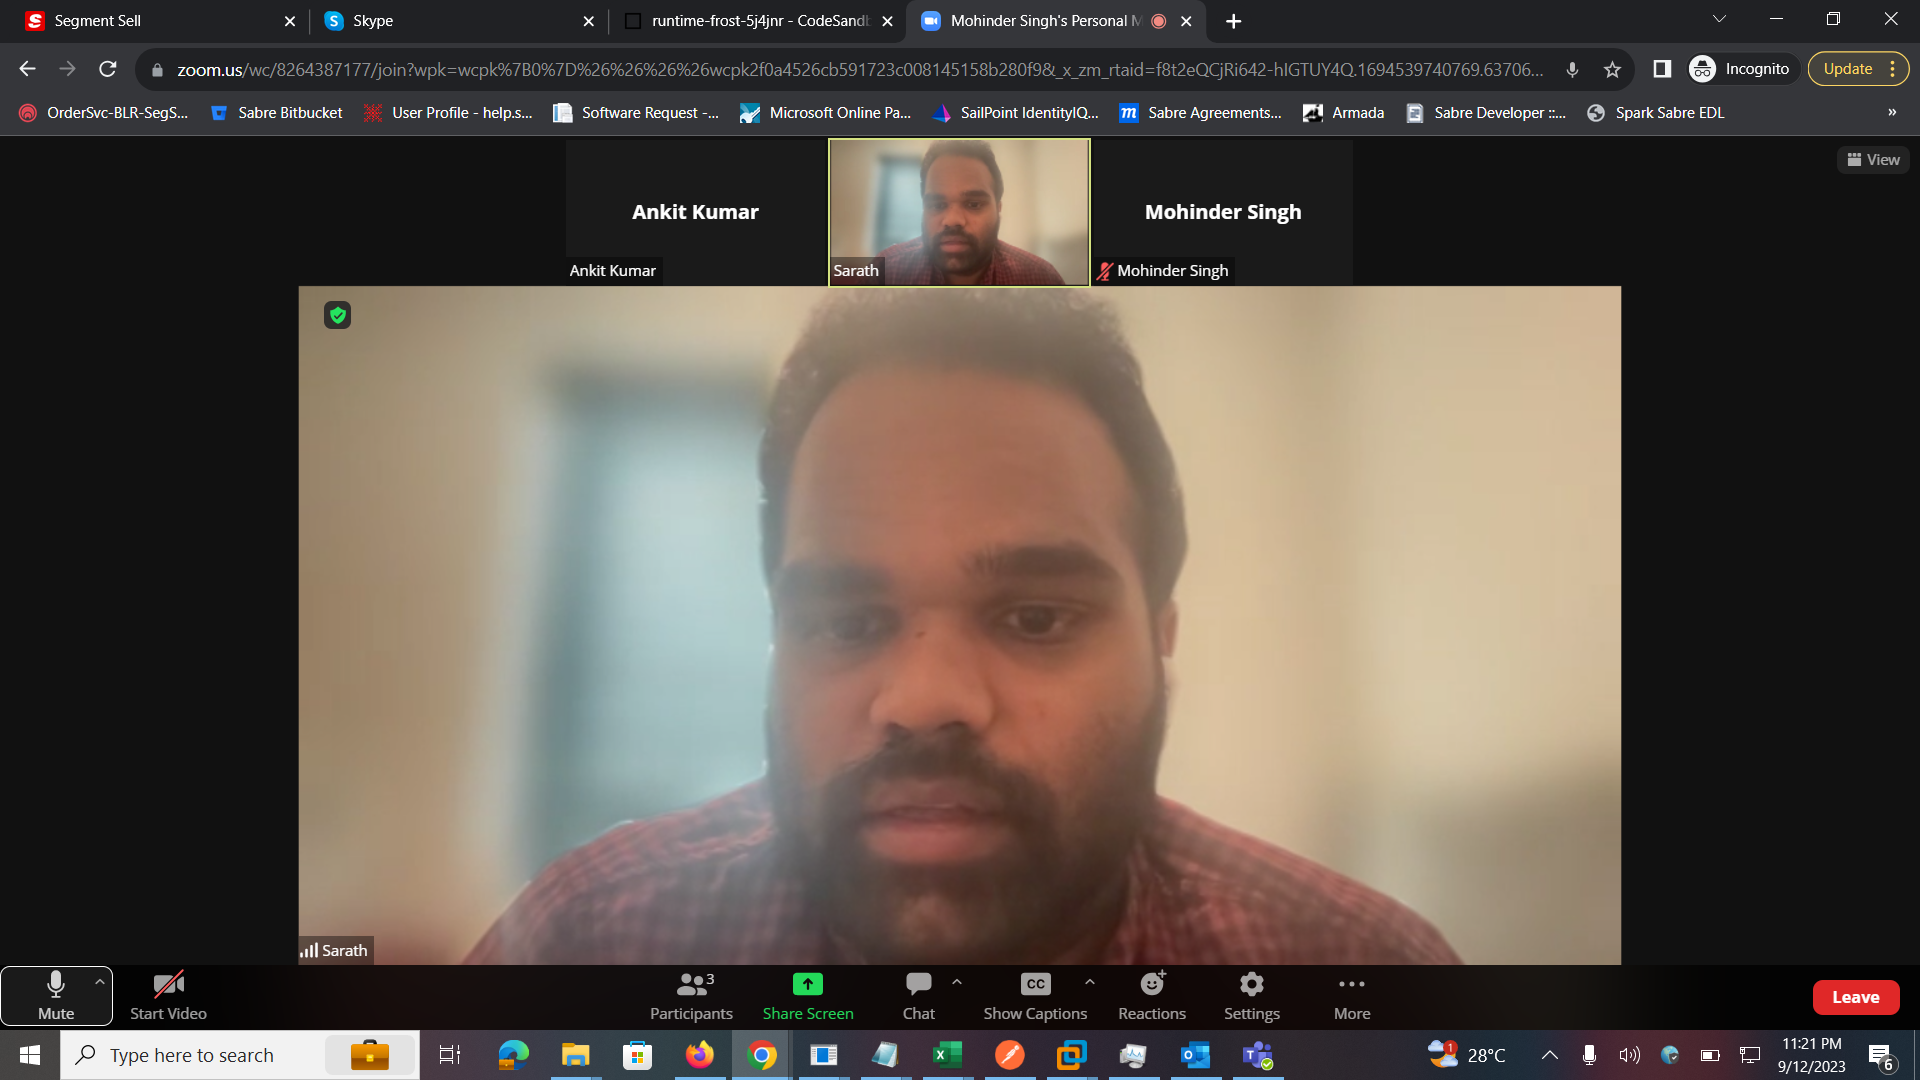 Segment Sell
Skype
runtime-frost-5j4jnr - CodeSandb
Mohinder Singh's Personal M
zoom.us/wc/8264387177/join?wpk=wcpk%7B0%7D%26%26%26%26wcpk2f0a4526cb591723c008145158b280f9&_x_zm_rtaid=f8t2eQCjRi642-hIGTUY4Q.1694539740769.63706...
Incognito
Update
OrderSvc-BLR-SegS...
Sabre Bitbucket
User Profile - help.s...
Software Request -...
Microsoft Online Pa...
SailPoint IdentityIQ...
m
Sabre Agreements...
Armada
Sabre Developer ::...
Spark Sabre EDL
»
View
Ankit Kumar
Mohinder Singh
Ankit Kumar
Sarath
Mohinder Singh
Sarath
Mute
Start Video
3
Participants
Share Screen
Chat
CC
Show Captions
Reactions
Settings
More
Leave
Type here to search
1
28°C
11:21 PM
9/12/2023
6